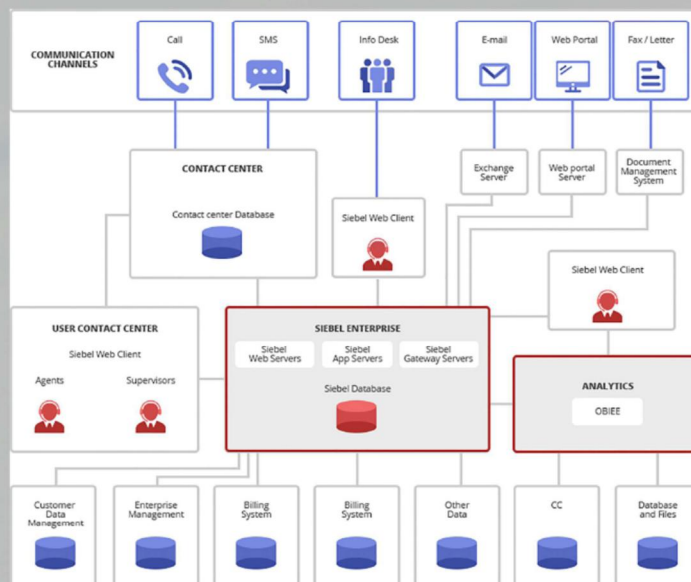 COMMUNICATION
CHANNELS
Call
SMS
Info Desk
E-mail
Web Portal
Fax / Letter
CONTACT CENTER
Contact center Database
Siebel Web Client
Exchange
Server
Web portal
Server
Document
Management
System
Siebel Web Client
USER CONTACT CENTER
Siebel Web Client
Agents
Supervisors
SIEBEL ENTERPRISE
Siebel
Web Servers
Siebel
App Servers
Siebel
Gateway Servers
Siebel Database
ANALYTICS
OBIEE
Customer
Data
Management
Enterprise
Management
Billing
System
Billing
System
Other
Data
CC
Database
and Files